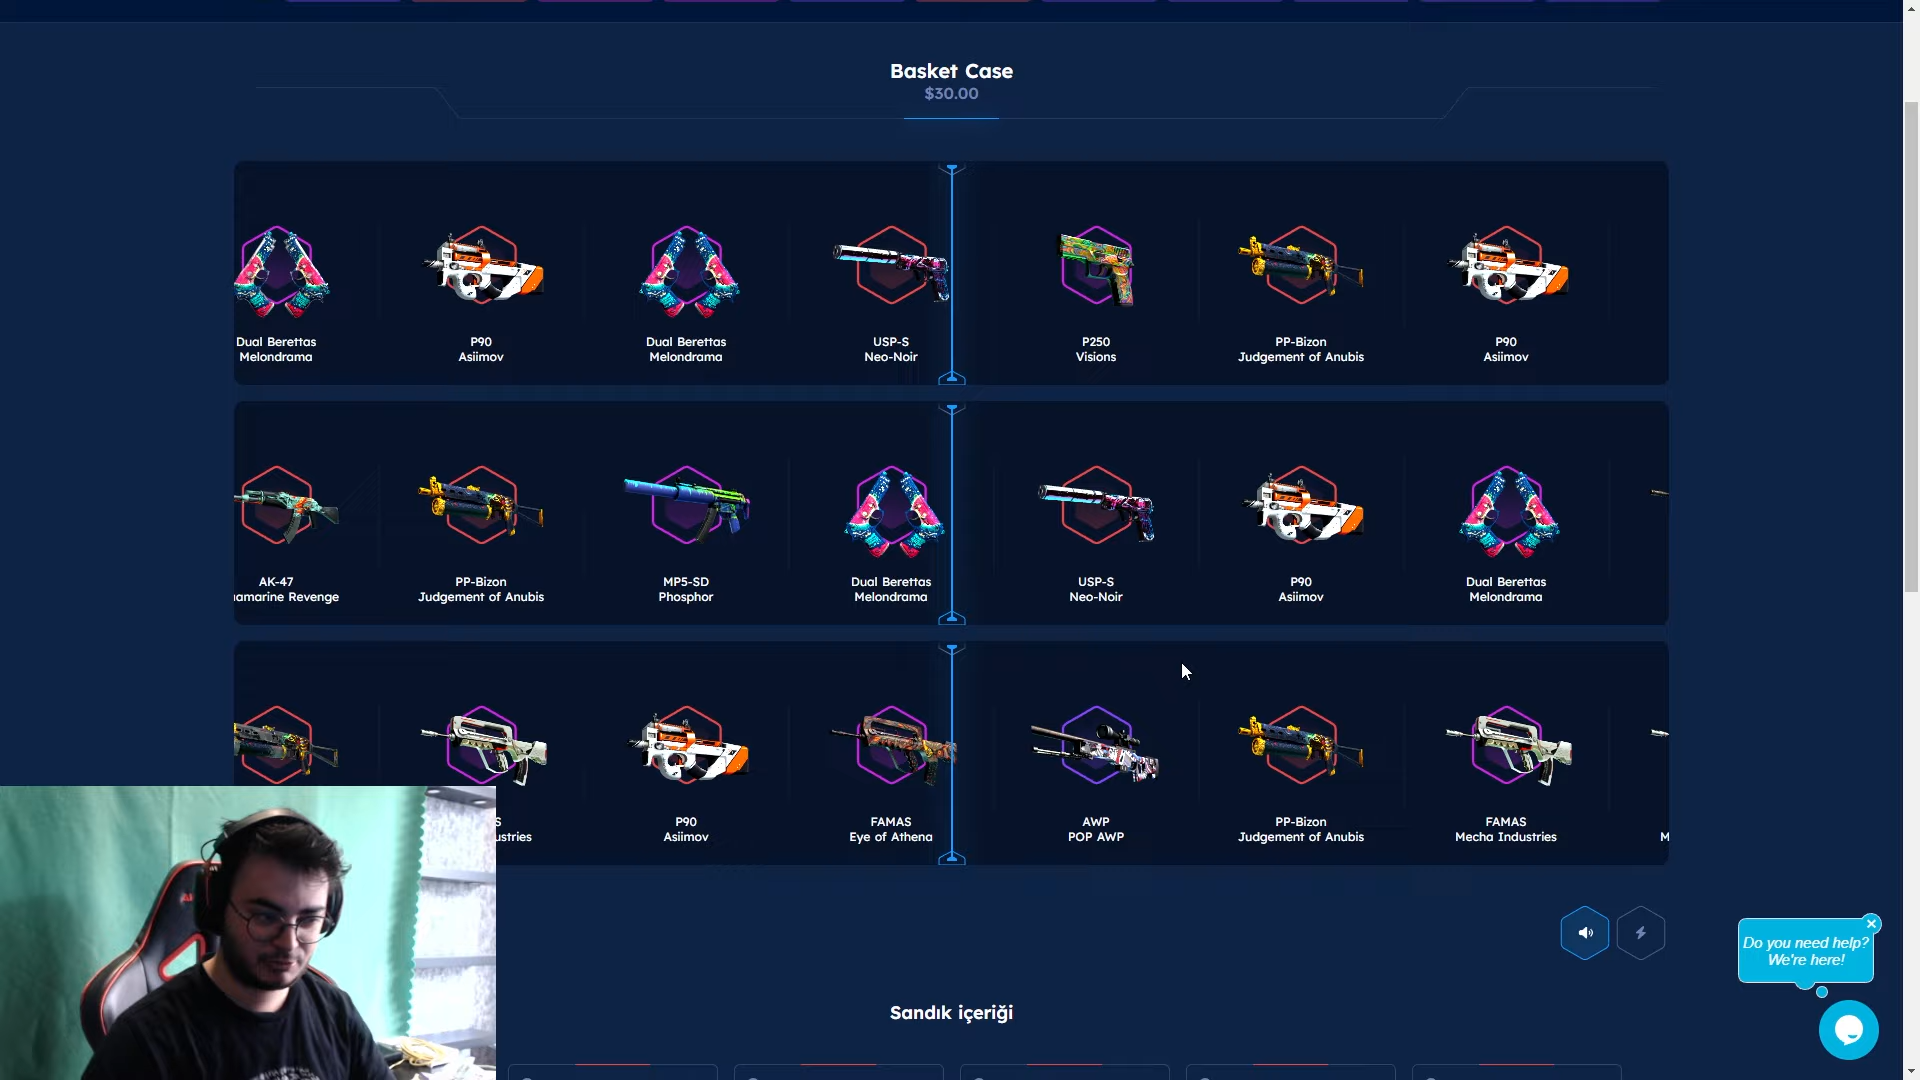 Basket Case
$30.00
Dual Berettas
Melondrama
P90
Asiimov
Dual Berettas
Melondrama
USP-S
Neo-Noir
P250
Visions
PP-Bizon
Judgement of Anubis
P90
Asiimov
AK-47
amarine Revenge
PP-Bizon
Judgement of Anubis
MP5-SD
Phosphor
Dual Berettas
Melondrama
USP-S
Neo-Noir
P90
Asiimov
Dual Berettas
Melondrama
S
ustries
P90
Asiimov
FAMAS
Eye of Athena
AWP
POP AWP
PP-Bizon
Judgement of Anubis
FAMAS
Mecha Industries
M
Do you need help?
We're here!
Sandık içeriği